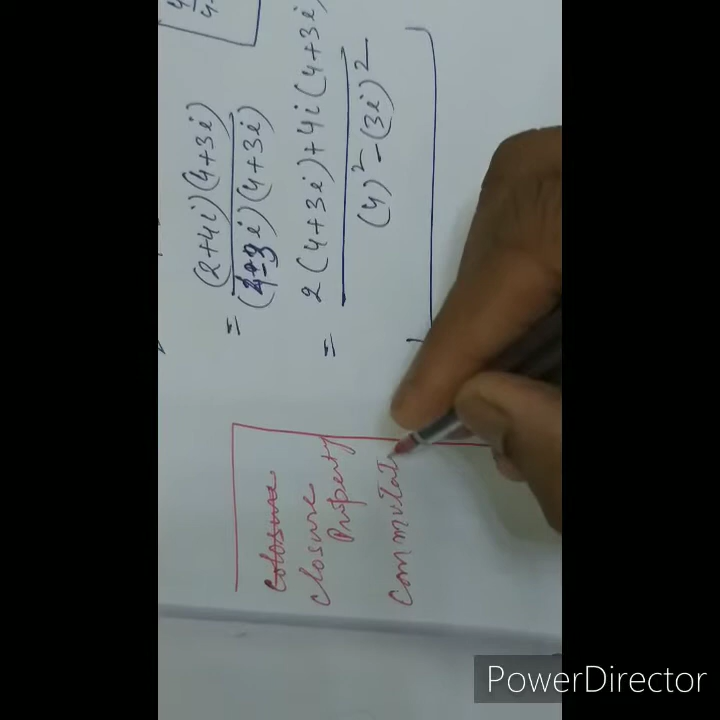 = (2+4i)(4+3i) / (4-3i)(4+3i)
= 2(4+3i)+4i(4+3i) / (4)² - (3i)²
Closure
Closure
Property
Commutati
PowerDirector